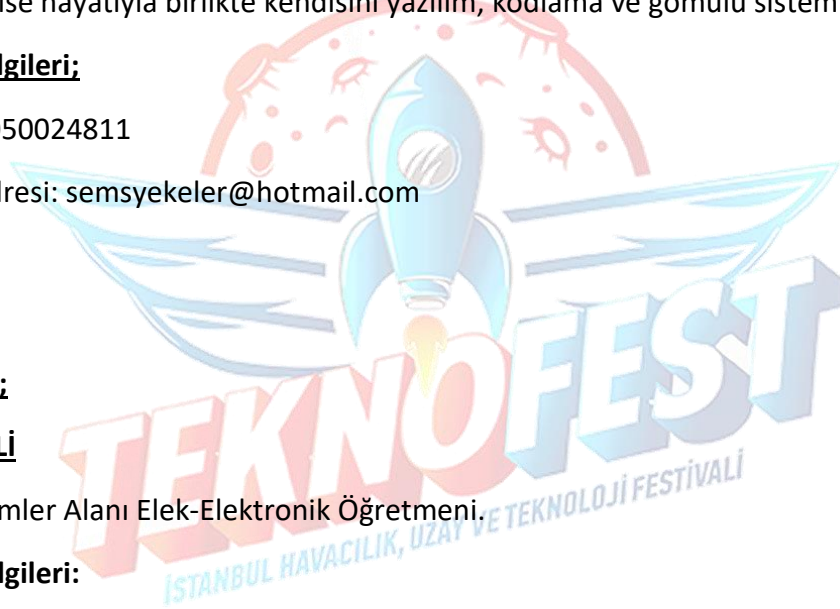 ise hayatıyla birlikte kendisini yazılım, kodlama ve gömülü sistem
lgileri;
50024811
dresi: semsyekeler@hotmail.com
;
Lİ
mler Alanı Elek-Elektronik Öğretmeni.
lgileri:
TEKNOFEST
İSTANBUL HAVACILIK, UZAY VE TEKNOLOJİ FESTİVALİ